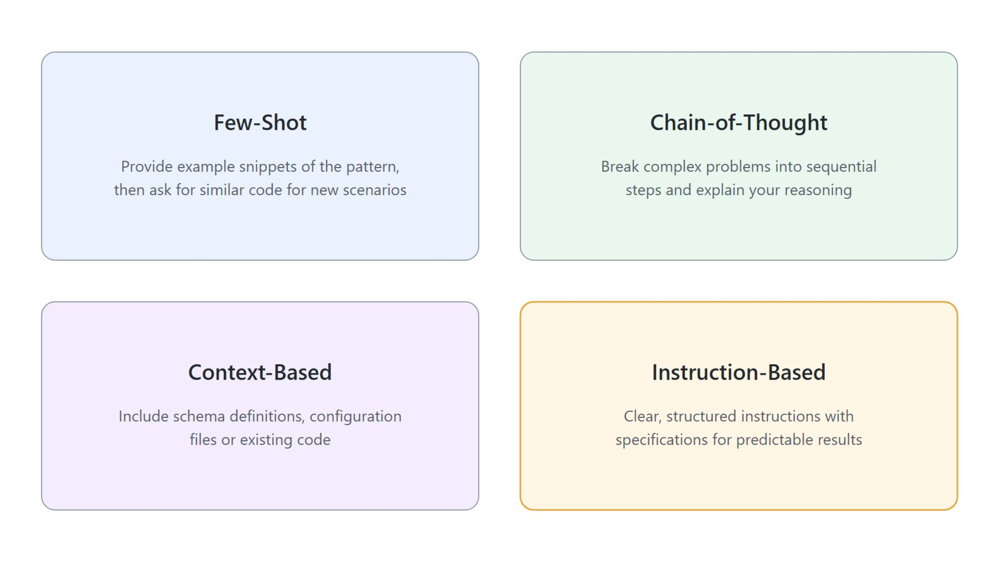 Few-Shot
Provide example snippets of the pattern,
then ask for similar code for new scenarios
Chain-of-Thought
Break complex problems into sequential
steps and explain your reasoning
Context-Based
Include schema definitions, configuration
files or existing code
Instruction-Based
Clear, structured instructions with
specifications for predictable results